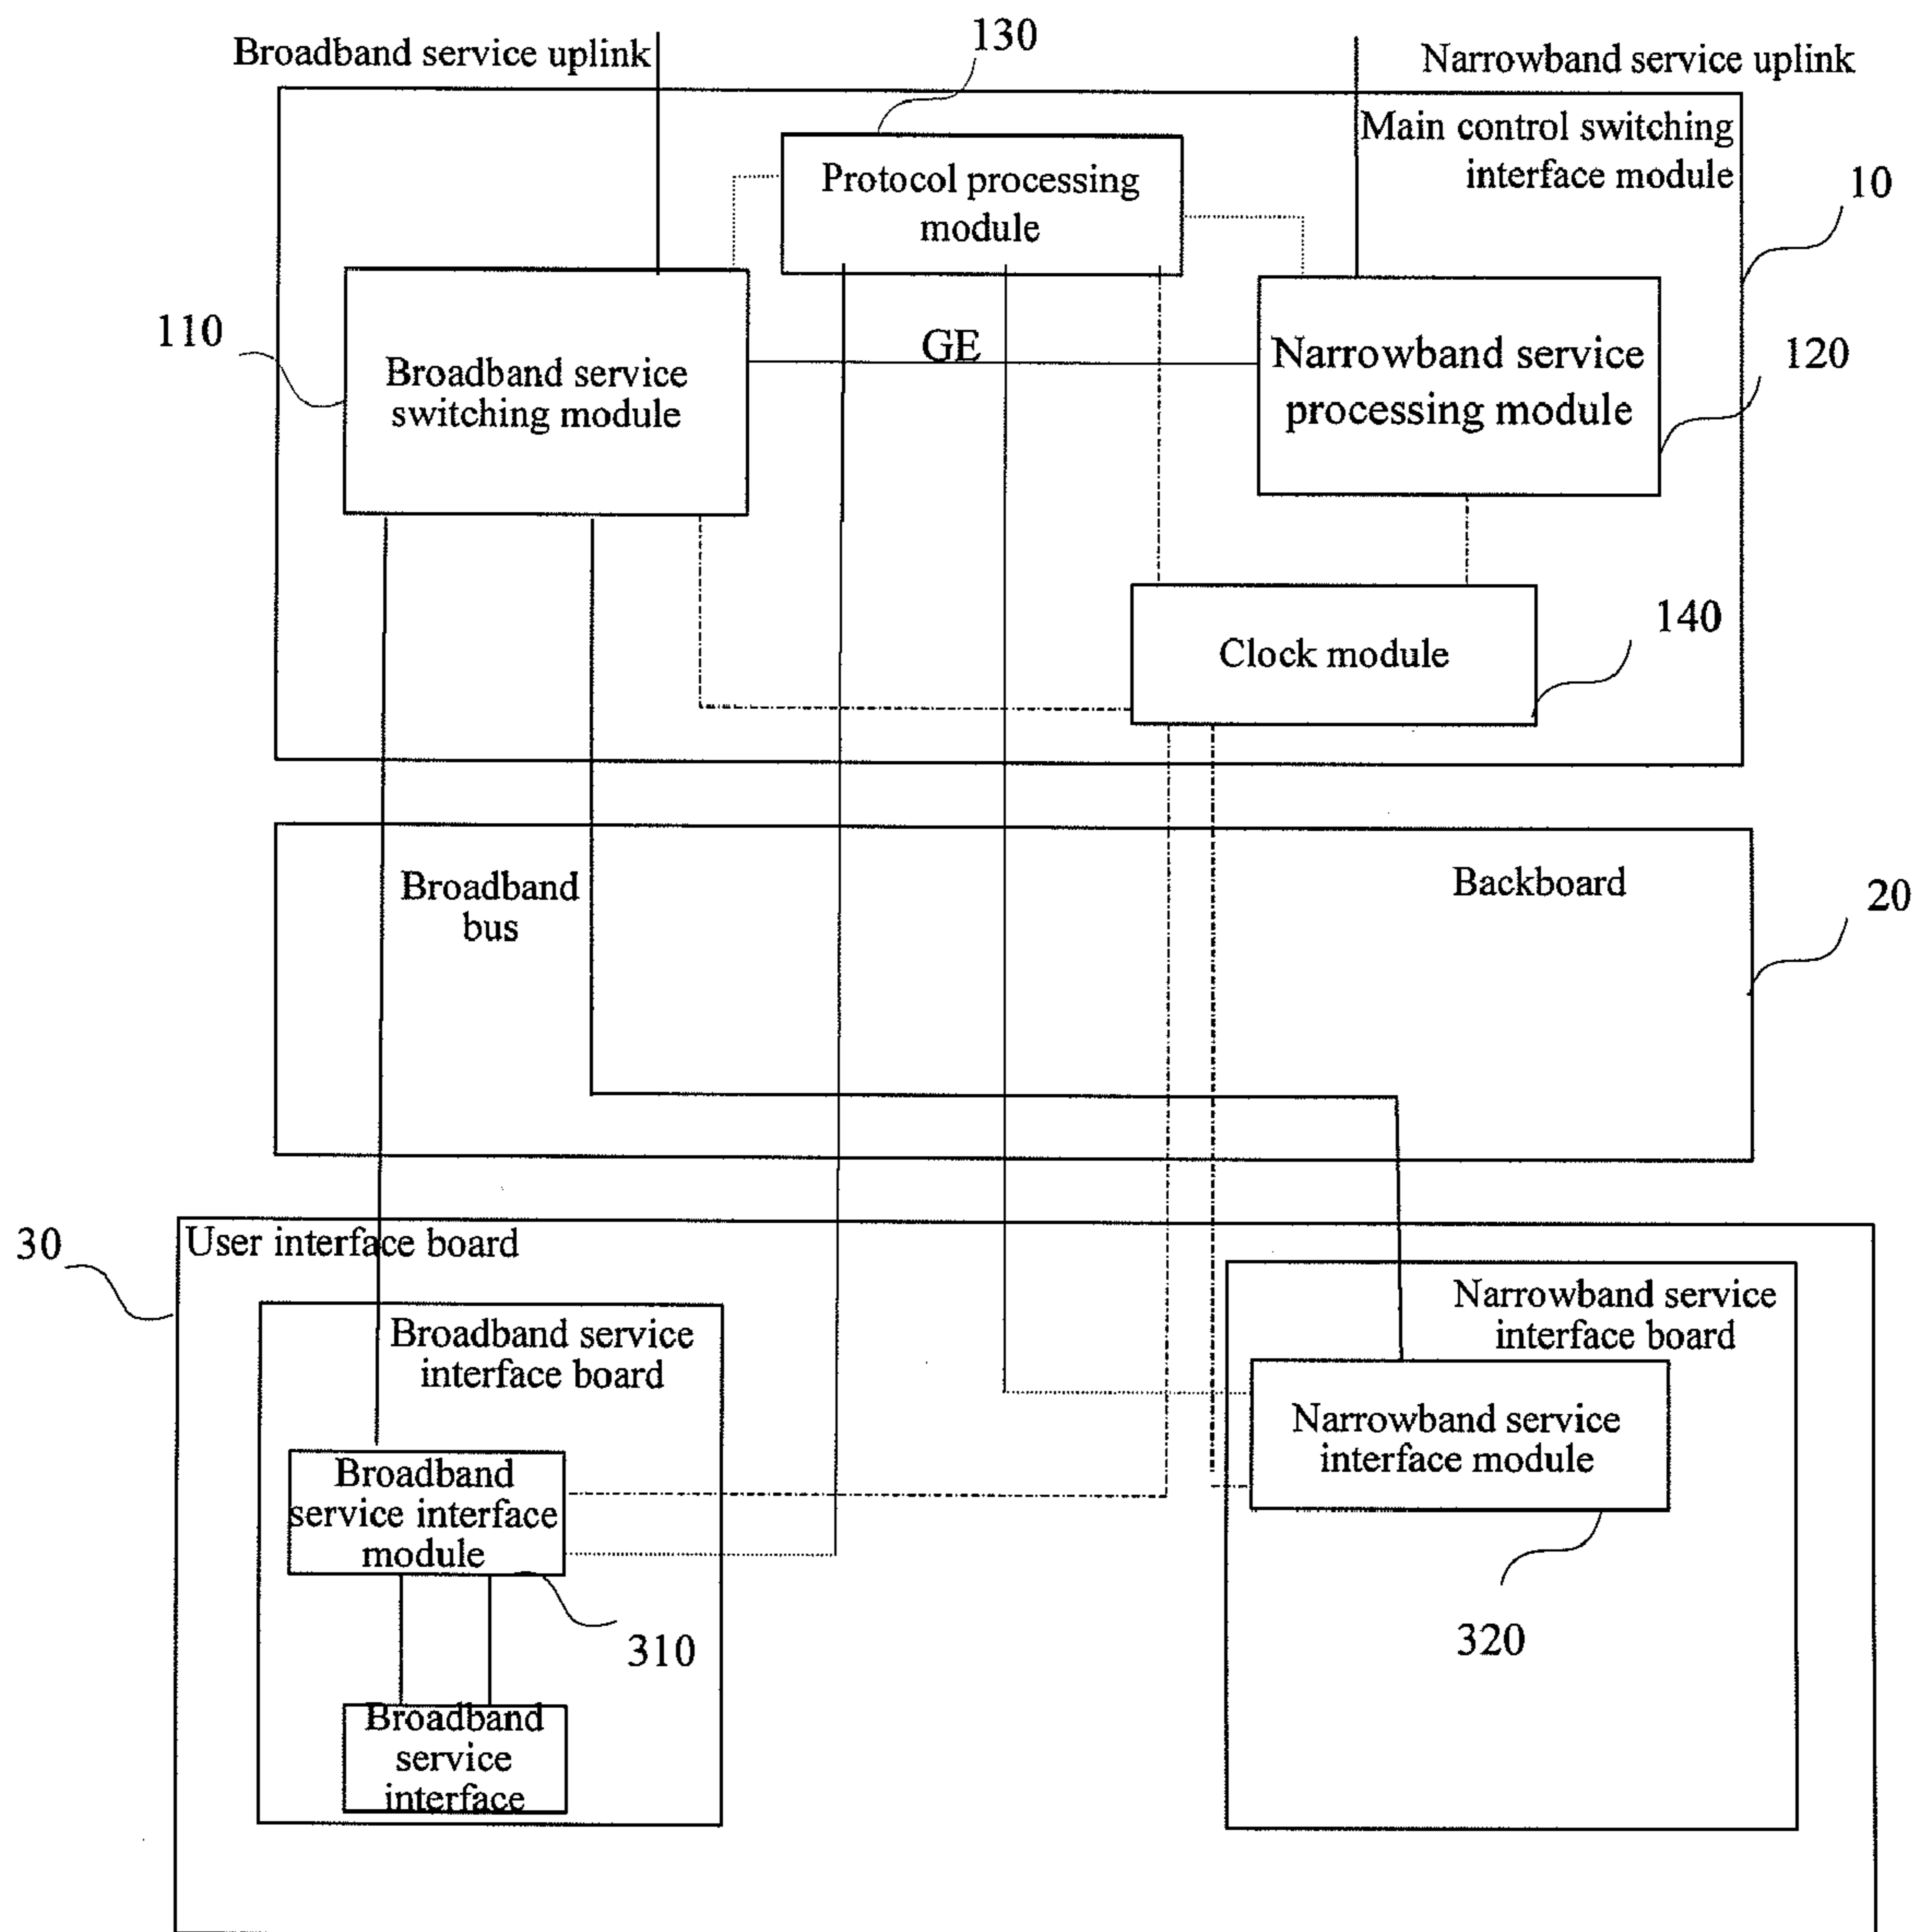 130
Broadband service uplink
Narrowband service uplink
Main control switching
interface module
10
Protocol processing
module
110
GE
Broadband service
switching module
Narrowband service
processing module
120
140
Clock module
Broadband
bus
Backboard
20
30
User interface board
Broadband service
interface board
Narrowband service
interface board
Broadband
service interface
module
Narrowband service
interface module
310
320
Broadband
service
interface